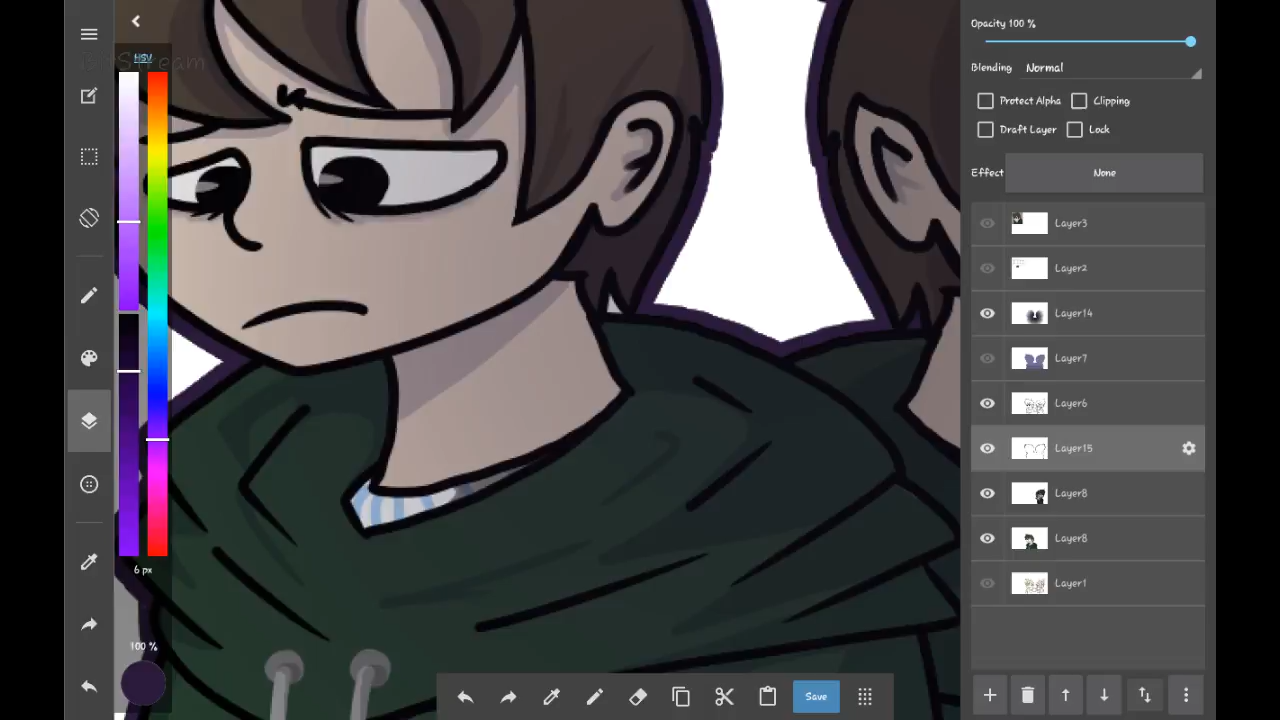 HSV
6 px
100 %
Save
Opacity 100 %
Blending Normal
Protect Alpha Clipping
Draft Layer Lock
Effect None
Layer3
Layer2
Layer14
Layer7
Layer6
Layer15
Layer8
Layer8
Layer1